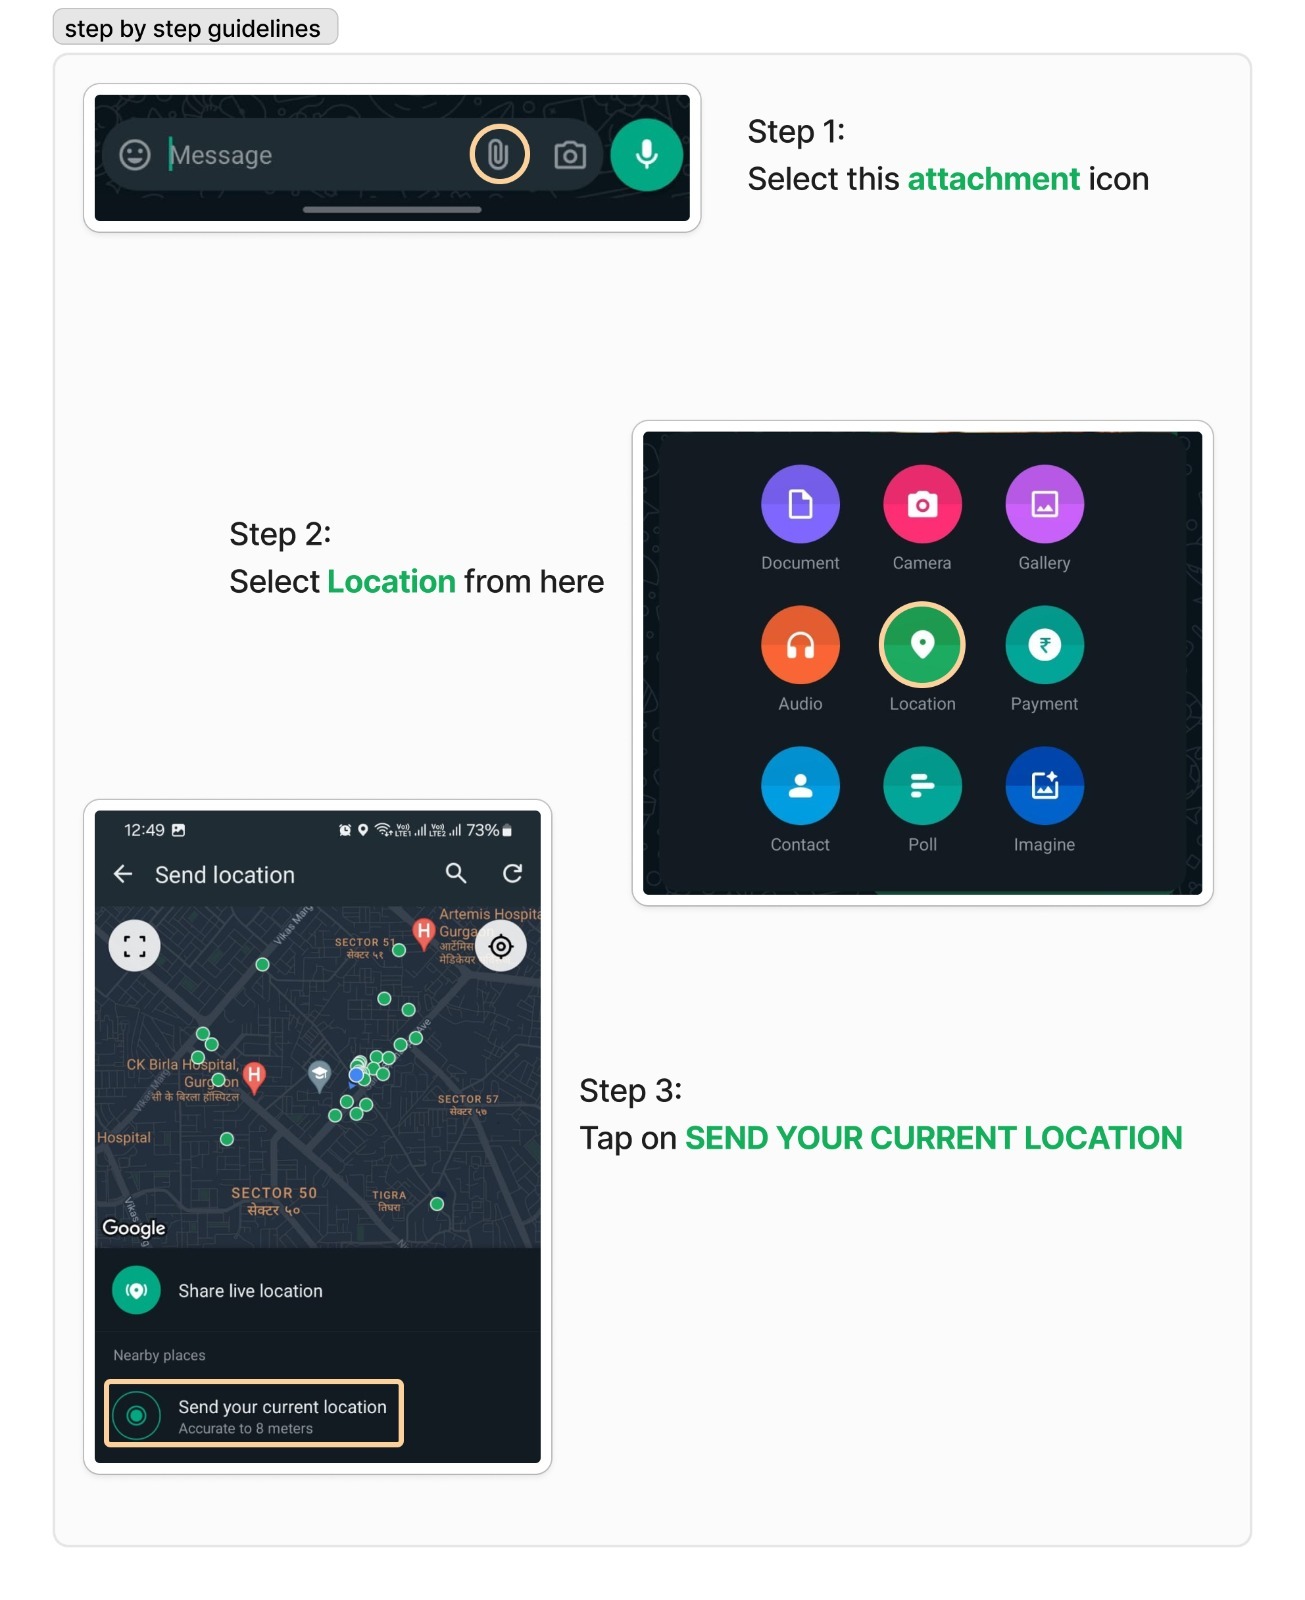 step by step guidelines
Message
Step 1:
Select this attachment icon
Step 2:
Select Location from here
Document
Camera
Gallery
Audio
Location
Payment
Contact
Poll
Imagine
12:49
Vo) LTE1 Vo) LTE2 73%
Send location
Vikas Marg
Artemis Hospita
SECTOR 51
सेक्टर ५१
CK Birla Hospital,
Gurgaon
सी के बिरला हॉस्पिटल
Hospital
SECTOR 57
सेक्टर ५७
SECTOR 50
सेक्टर ५०
TIGRA
तिघरा
Google
Share live location
Nearby places
Send your current location
Accurate to 8 meters
Step 3:
Tap on SEND YOUR CURRENT LOCATION